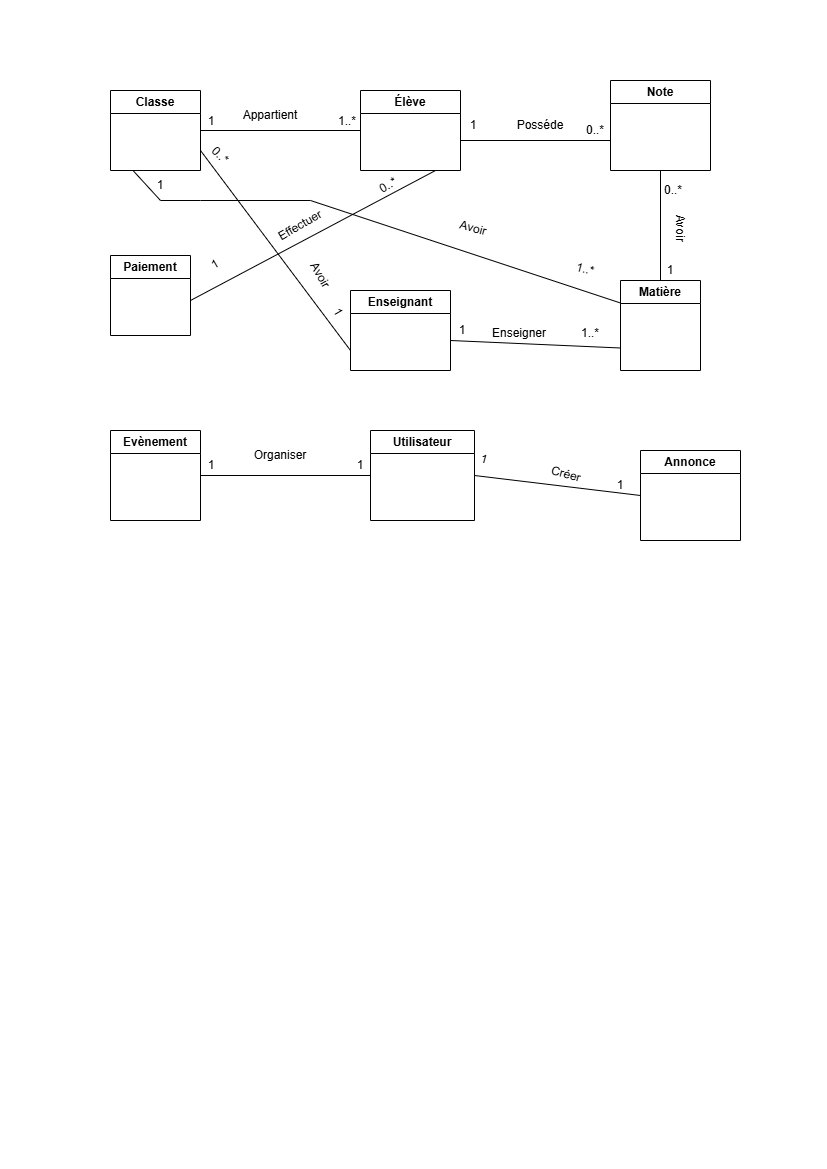 Classe
Élève
Note
1
Appartient
1..*
1
Posséde
0..*
0..*
1
0..*
0..*
Effectuer
Avoir
Avoir
1
Paiement
Avoir
1
1..*
1
Enseignant
Matière
1
Enseigner
1..*
Evènement
Utilisateur
Annonce
1
Organiser
1
1
Créer
1